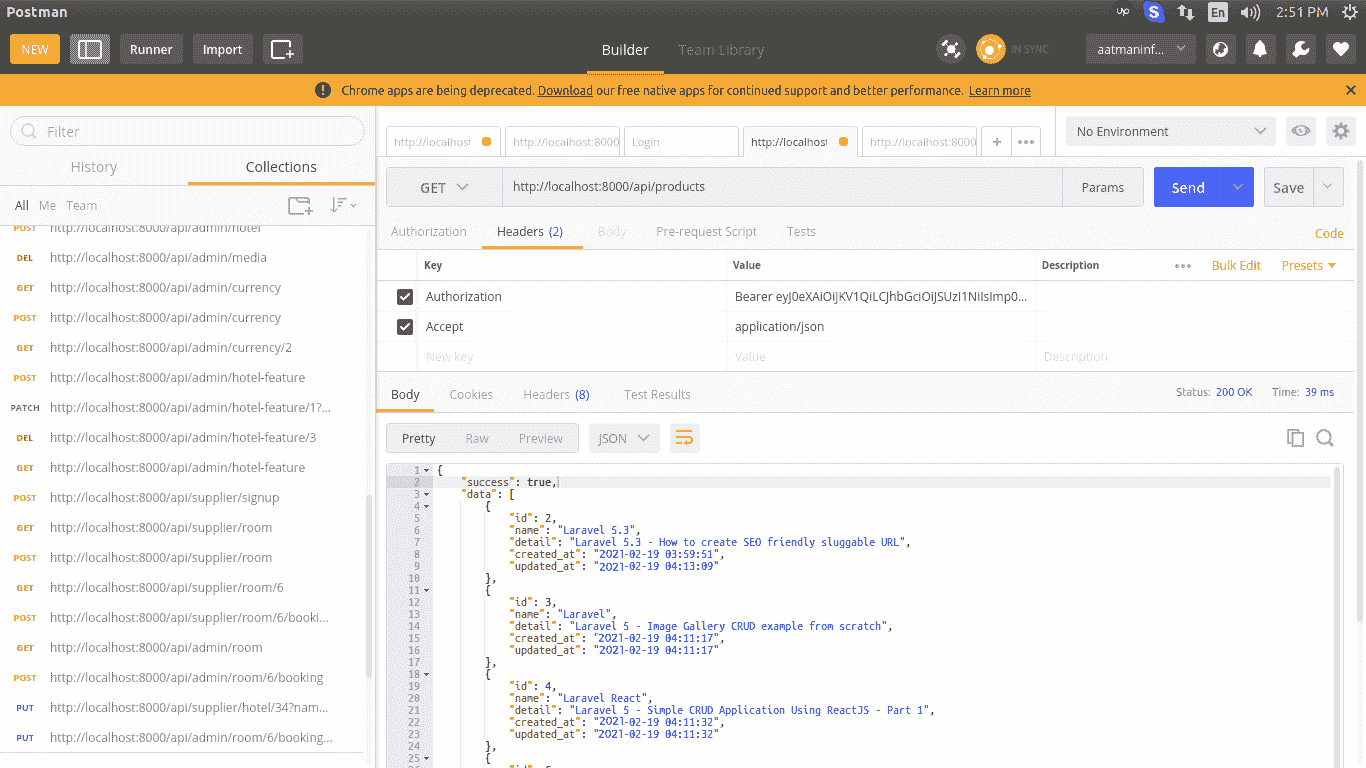 Postman
up S En 2:51 PM
NEW Runner Import Builder Team Library IN SYNC aatmaninf...
Chrome apps are being deprecated. Download our free native apps for continued support and better performance. Learn more
Filter
History Collections
All Me Team
POST http://localhost:8000/api/admin/hotel
DEL http://localhost:8000/api/admin/media
GET http://localhost:8000/api/admin/currency
POST http://localhost:8000/api/admin/currency
GET http://localhost:8000/api/admin/currency/2
POST http://localhost:8000/api/admin/hotel-feature
PATCH http://localhost:8000/api/admin/hotel-feature/1?...
DEL http://localhost:8000/api/admin/hotel-feature/3
GET http://localhost:8000/api/admin/hotel-feature
POST http://localhost:8000/api/supplier/signup
GET http://localhost:8000/api/supplier/room
POST http://localhost:8000/api/supplier/room
GET http://localhost:8000/api/supplier/room/6
POST http://localhost:8000/api/supplier/room/6/booki...
GET http://localhost:8000/api/admin/room
POST http://localhost:8000/api/admin/room/6/booking
PUT http://localhost:8000/api/supplier/hotel/34?nam...
PUT http://localhost:8000/api/admin/room/6/booking...
http://localhost http://localhost:8000 Login http://localhost http://localhost:8000 + •••
No Environment
GET http://localhost:8000/api/products Params Send Save
Authorization Headers (2) Body Pre-request Script Tests Code
Key Value Description ••• Bulk Edit Presets
Authorization Bearer eyJ0eXAiOiJKV1QiLCJhbGciOiJSUzI1NiIsImp0...
Accept application/json
New key Value Description
Body Cookies Headers (8) Test Results Status: 200 OK Time: 39 ms
Pretty Raw Preview JSON
1 {
2 "success": true,
3 "data": [
4 {
5 "id": 2,
6 "name": "Laravel 5.3",
7 "detail": "Laravel 5.3 - How to create SEO friendly sluggable URL",
8 "created_at": "2021-02-19 03:59:51",
9 "updated_at": "2021-02-19 04:13:09"
10 },
11 {
12 "id": 3,
13 "name": "Laravel",
14 "detail": "Laravel 5 - Image Gallery CRUD example from scratch",
15 "created_at": "2021-02-19 04:11:17",
16 "updated_at": "2021-02-19 04:11:17"
17 },
18 {
19 "id": 4,
20 "name": "Laravel React",
21 "detail": "Laravel 5 - Simple CRUD Application Using ReactJS - Part 1",
22 "created_at": "2021-02-19 04:11:32",
23 "updated_at": "2021-02-19 04:11:32"
24 },
25 {